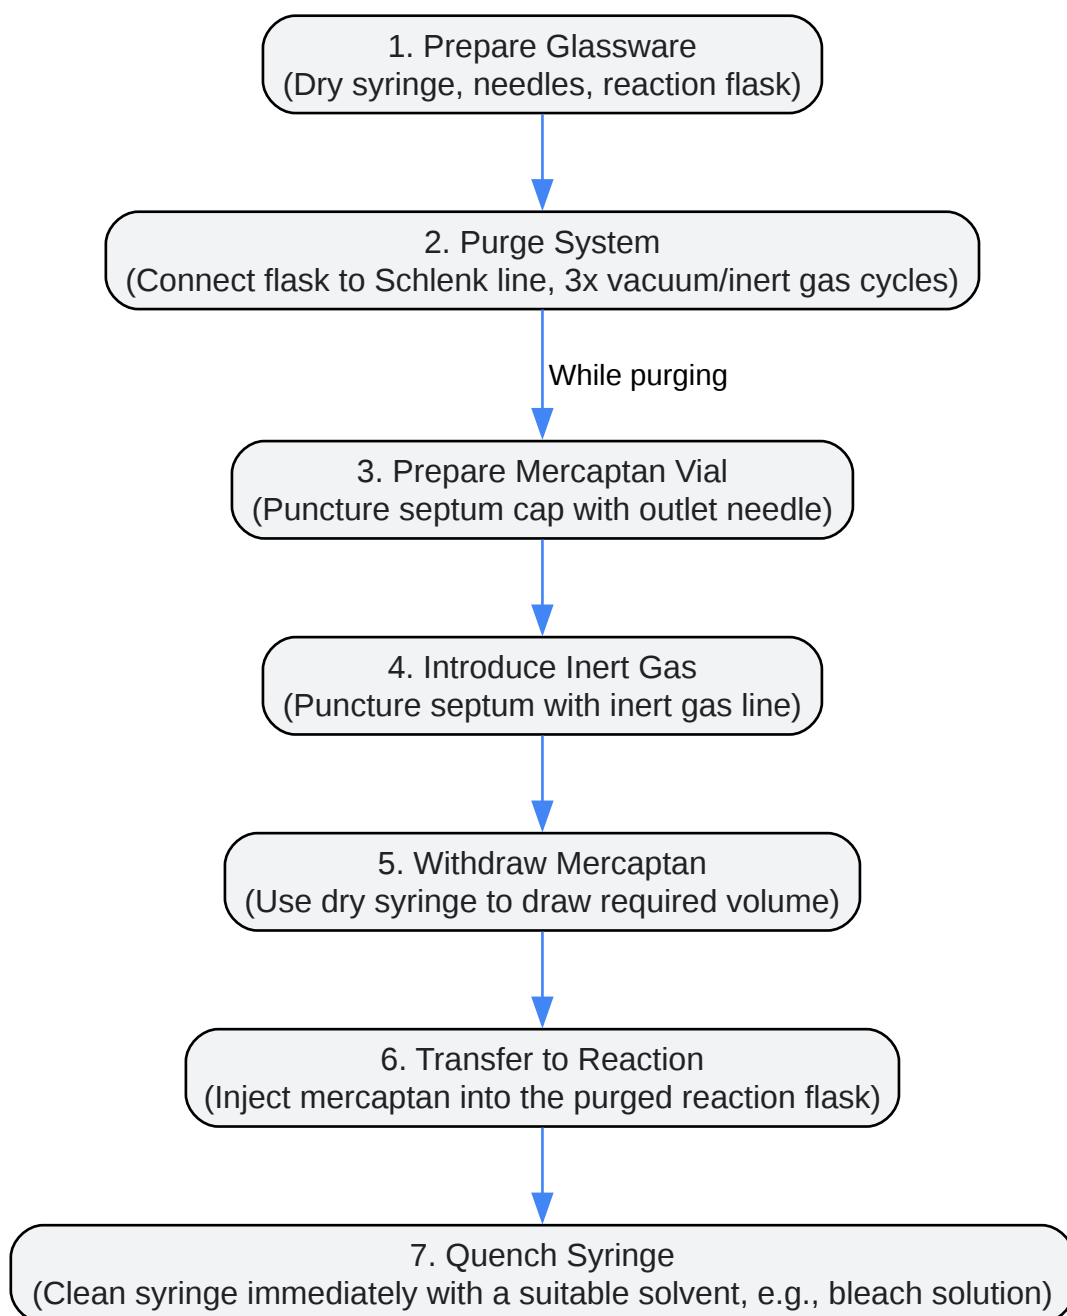 1. Prepare Glassware
(Dry syringe, needles, reaction flask)
2. Purge System
(Connect flask to Schlenk line, 3x vacuum/inert gas cycles)
While purging
3. Prepare Mercaptan Vial
(Puncture septum cap with outlet needle)
4. Introduce Inert Gas
(Puncture septum with inert gas line)
5. Withdraw Mercaptan
(Use dry syringe to draw required volume)
6. Transfer to Reaction
(Inject mercaptan into the purged reaction flask)
7. Quench Syringe
(Clean syringe immediately with a suitable solvent, e.g., bleach solution)